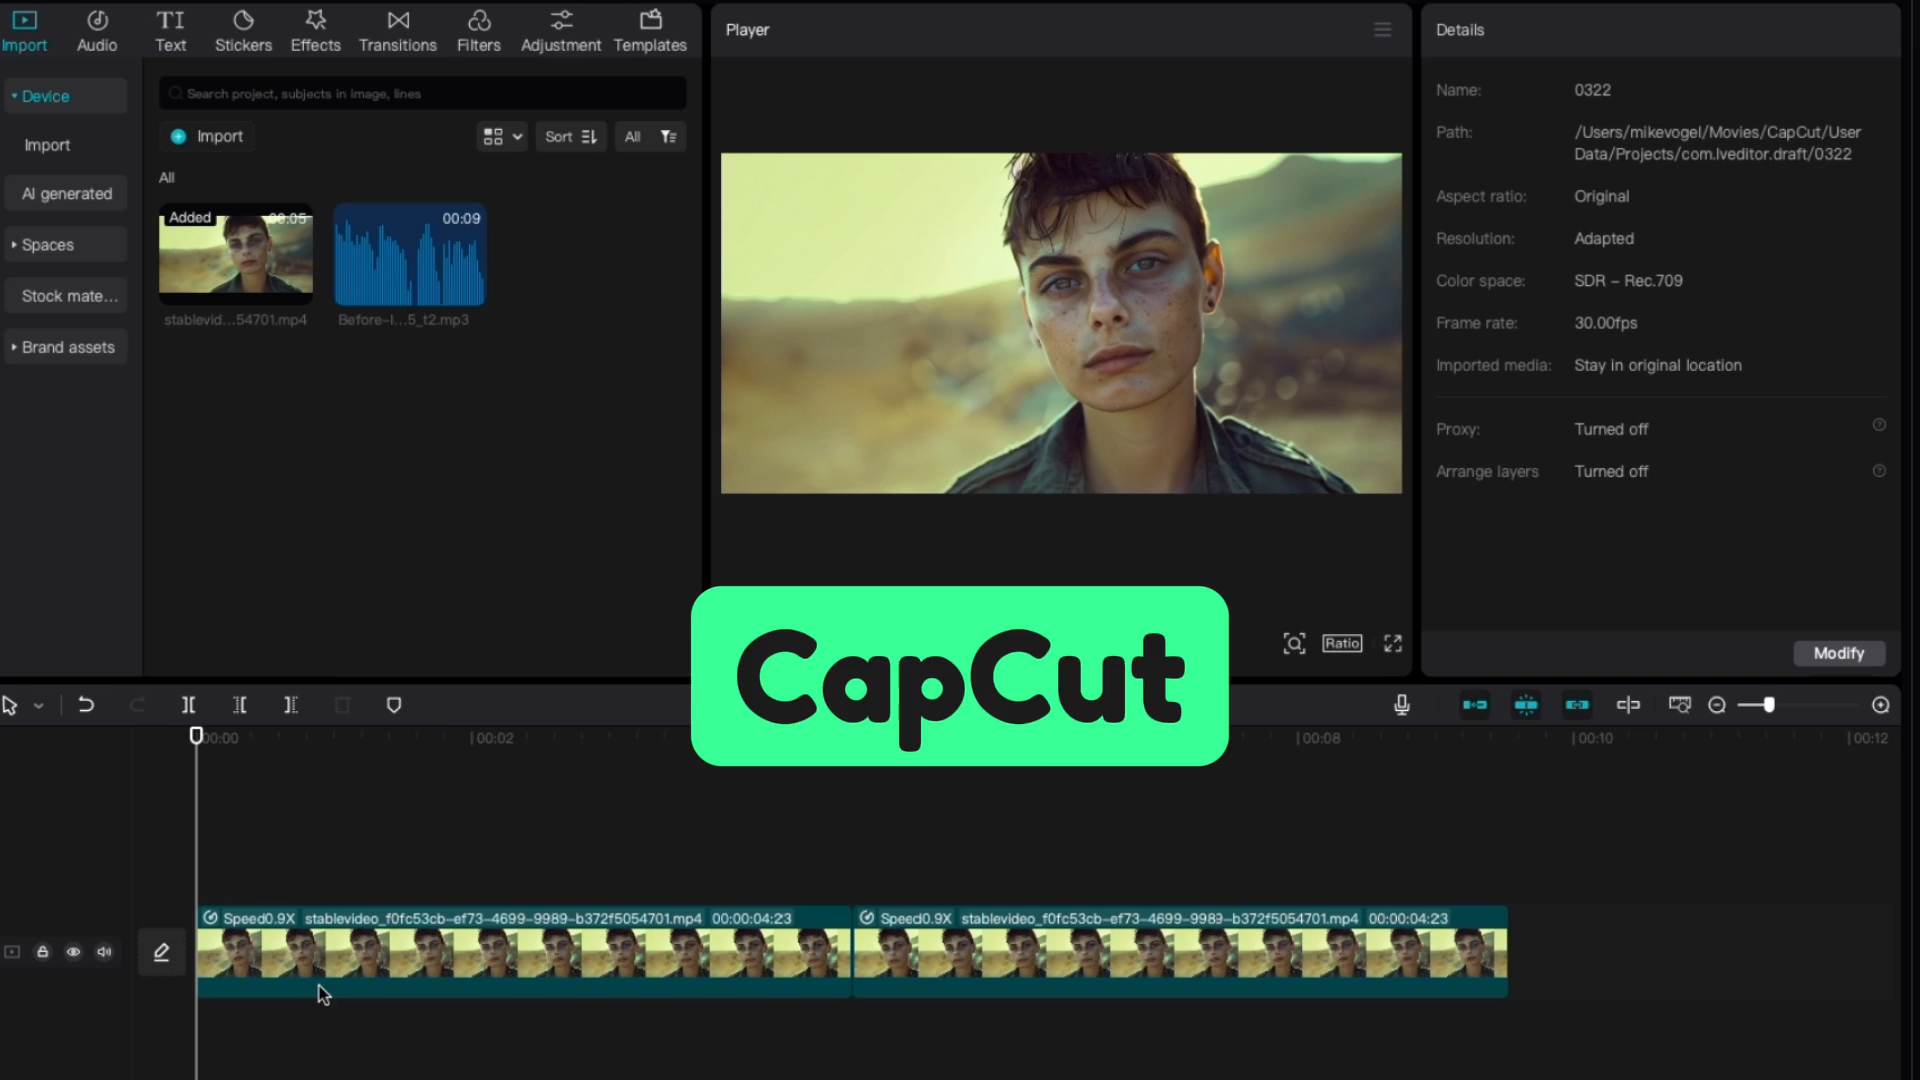 Import
Audio
Text
Stickers
Effects
Transitions
Filters
Adjustment
Templates
Device
Import
AI generated
Spaces
Stock mate...
Brand assets
Search project, subjects in image, lines
Import
Sort
All
All
Added 00:05
stablevid...54701.mp4
00:09
Before-I...5_t2.mp3
Player
Ratio
Details
Name: 0322
Path: /Users/mikevogel/Movies/CapCut/User
Data/Projects/com.lveditor.draft/0322
Aspect ratio: Original
Resolution: Adapted
Color space: SDR – Rec.709
Frame rate: 30.00fps
Imported media: Stay in original location
Proxy: Turned off
Arrange layers Turned off
Modify
CapCut
00:00 00:02 00:08 00:10 00:12
Speed0.9X stablevideo_f0fc53cb-ef73-4699-9989-b372f5054701.mp4 00:00:04:23
Speed0.9X stablevideo_f0fc53cb-ef73-4699-9989-b372f5054701.mp4 00:00:04:23